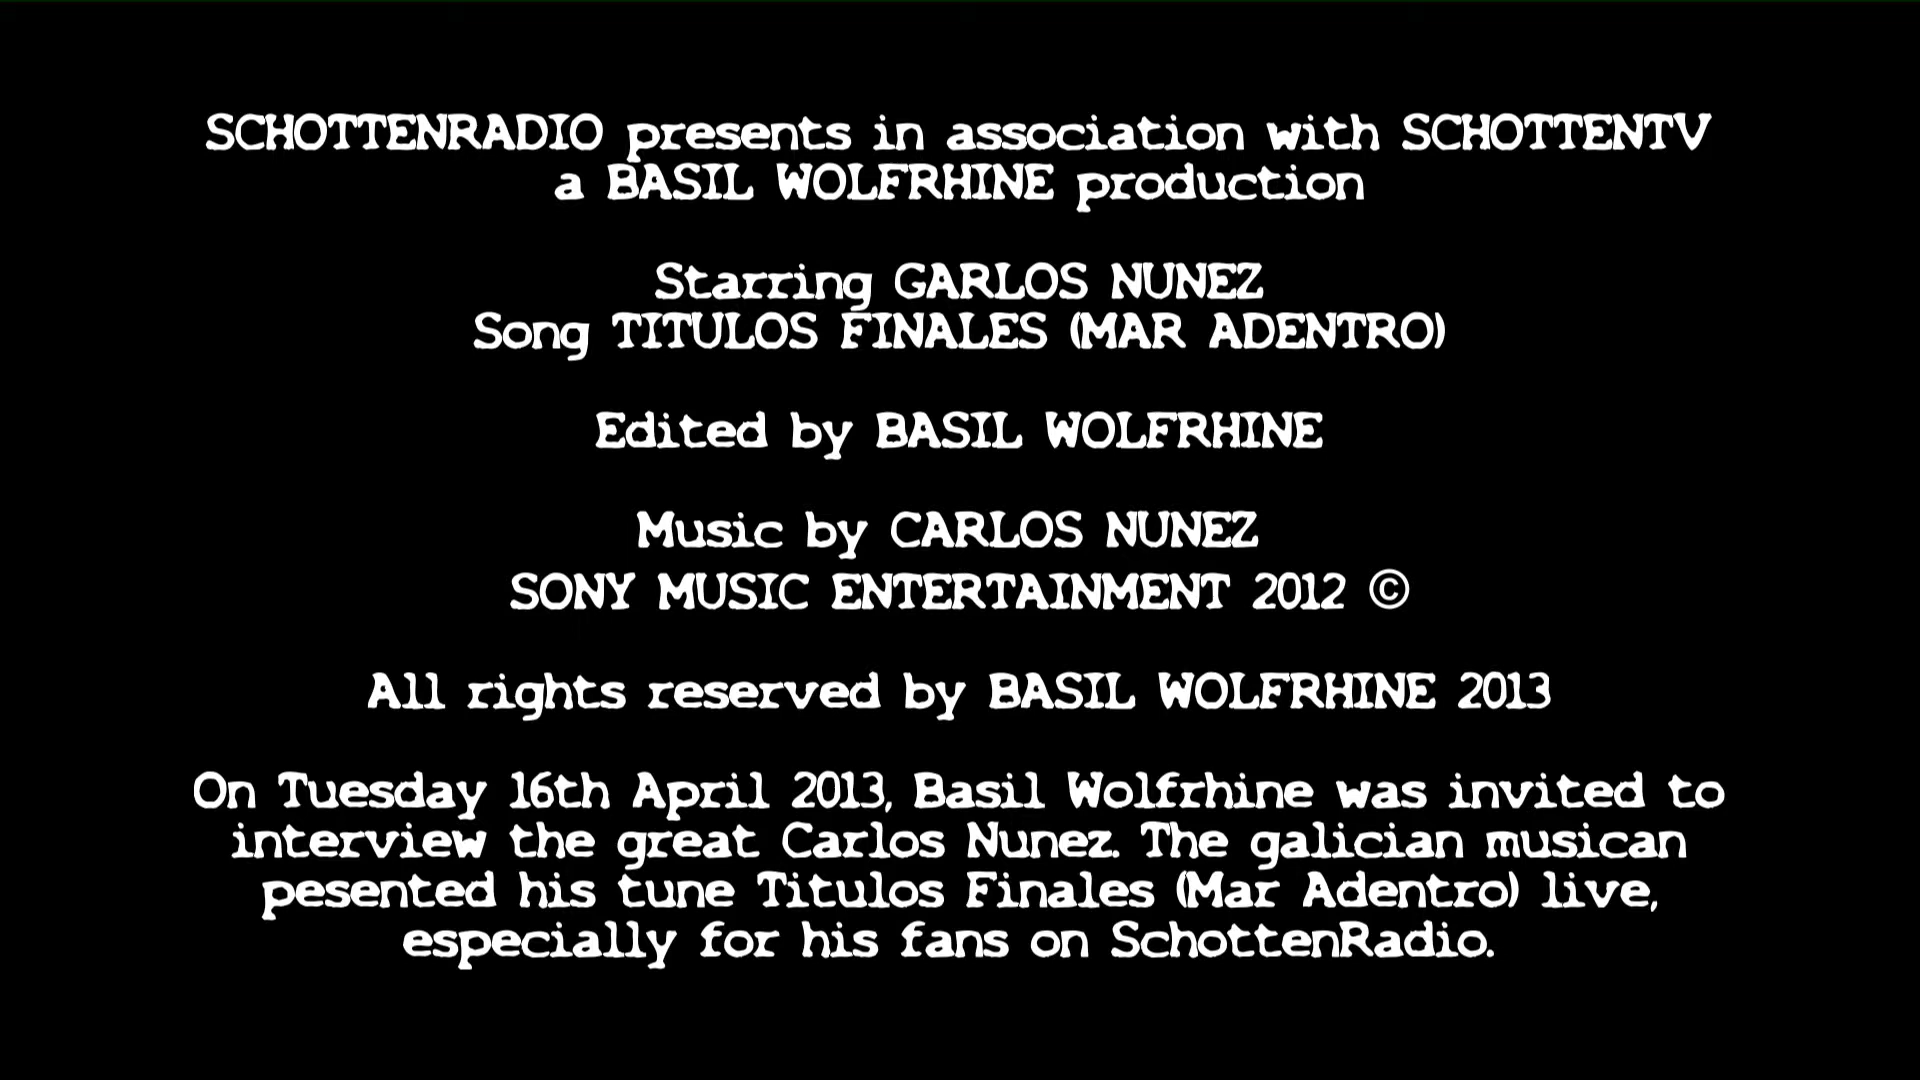 SCHOTTENRADIO presents in association with SCHOTTENTV
a BASIL WOLFRHINE production
Starring GARLOS NUNEZ
Song TITULOS FINALES (MAR ADENTRO)
Edited by BASIL WOLFRHINE
Music by CARLOS NUNEZ
SONY MUSIC ENTERTAINMENT 2012 ©
All rights reserved by BASIL WOLFRHINE 2013
On Tuesday 16th April 2013, Basil Wolfrhine was invited to
interview the great Carlos Nunez. The galician musican
pesented his tune Titulos Finales (Mar Adentro) live,
especially for his fans on SchottenRadio.